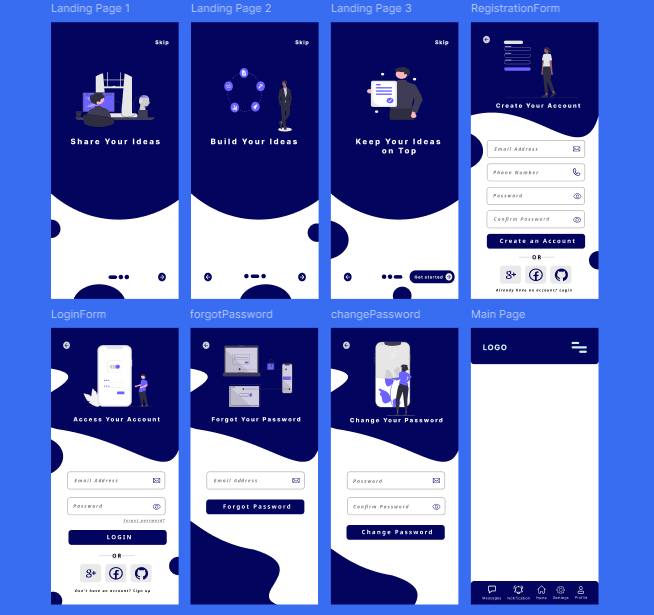 Landing Page 1
Skip
Share Your Ideas
Landing Page 2
Skip
Build Your Ideas
Landing Page 3
Skip
Keep Your Ideas
on Top
Get started
RegistrationForm
Create Your Account
Email Address
Phone Number
Password
Confirm Password
Create an Account
OR
g+
Already have an account? Login
LoginForm
Access Your Account
Email Address
Password
forgot password?
LOGIN
OR
g+
Don't have an account? Sign up
forgotPassword
Forgot Your Password
Email Address
Forgot Password
changePassword
Change Your Password
Password
Confirm Password
Change Password
Main Page
LOGO
Messages Notification Home Settings Profile